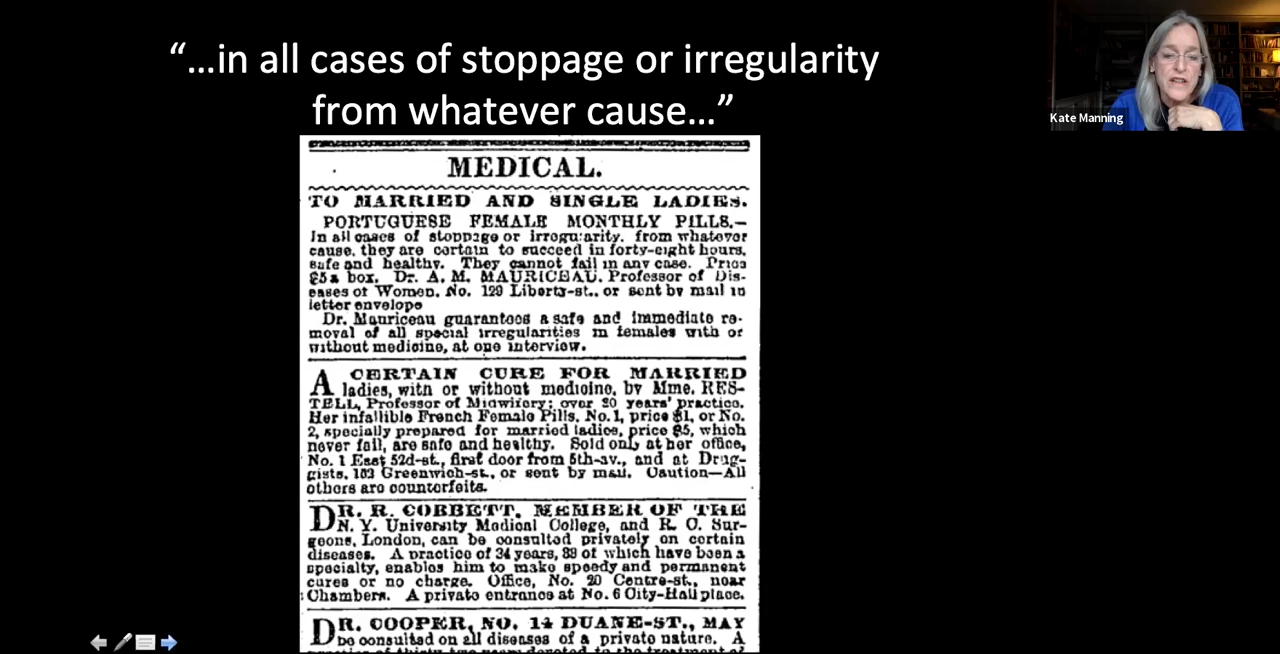 “...in all cases of stoppage or irregularity
from whatever cause...”
Kate Manning
MEDICAL.
TO MARRIED AND SINGLE LADIES.
PORTUGUESE FEMALE MONTHLY PILLS.—
In all cases of stoppage or irregularity, from whatever
cause, they are certain to succeed in forty-eight hours,
safe and healthy. They cannot fail in any case. Price
$5 a box. Dr. A. M. MAURICEAU, Professor of Dis-
eases of Women, No. 129 Liberty-st., or sent by mail in
letter envelope
Dr. Mauriceau guarantees a safe and immediate re-
moval of all special irregularities in females with or
without medicine, at one interview.
A CERTAIN CURE FOR MARRIED
ladies, with or without medicine, by Mme. RES-
TELL, Professor of Midwifery; over 20 years' practice.
Her infallible French Female Pills, No. 1, price $1, or No.
2, specially prepared for married ladies, price $5, which
never fail, are safe and healthy. Sold only at her office,
No. 1 East 52d-st., first door from 5th-av., and at Drug-
gists, 152 Greenwich-st., or sent by mail. Caution—All
others are counterfeits.
DR. R. CORBETT, MEMBER OF THE
N. Y. University Medical College, and R. C. Sur-
geons, London, can be consulted privately on certain
diseases. A practice of 34 years, of which have been a
specialty, enables him to make speedy and permanent
cures or no charge. Office, No. 20 Centre-st., near
Chambers. A private entrance at No. 6 City-Hall place.
DR. COOPER, NO. 14 DUANE-ST., MAY
be consulted on all diseases of a private nature. A